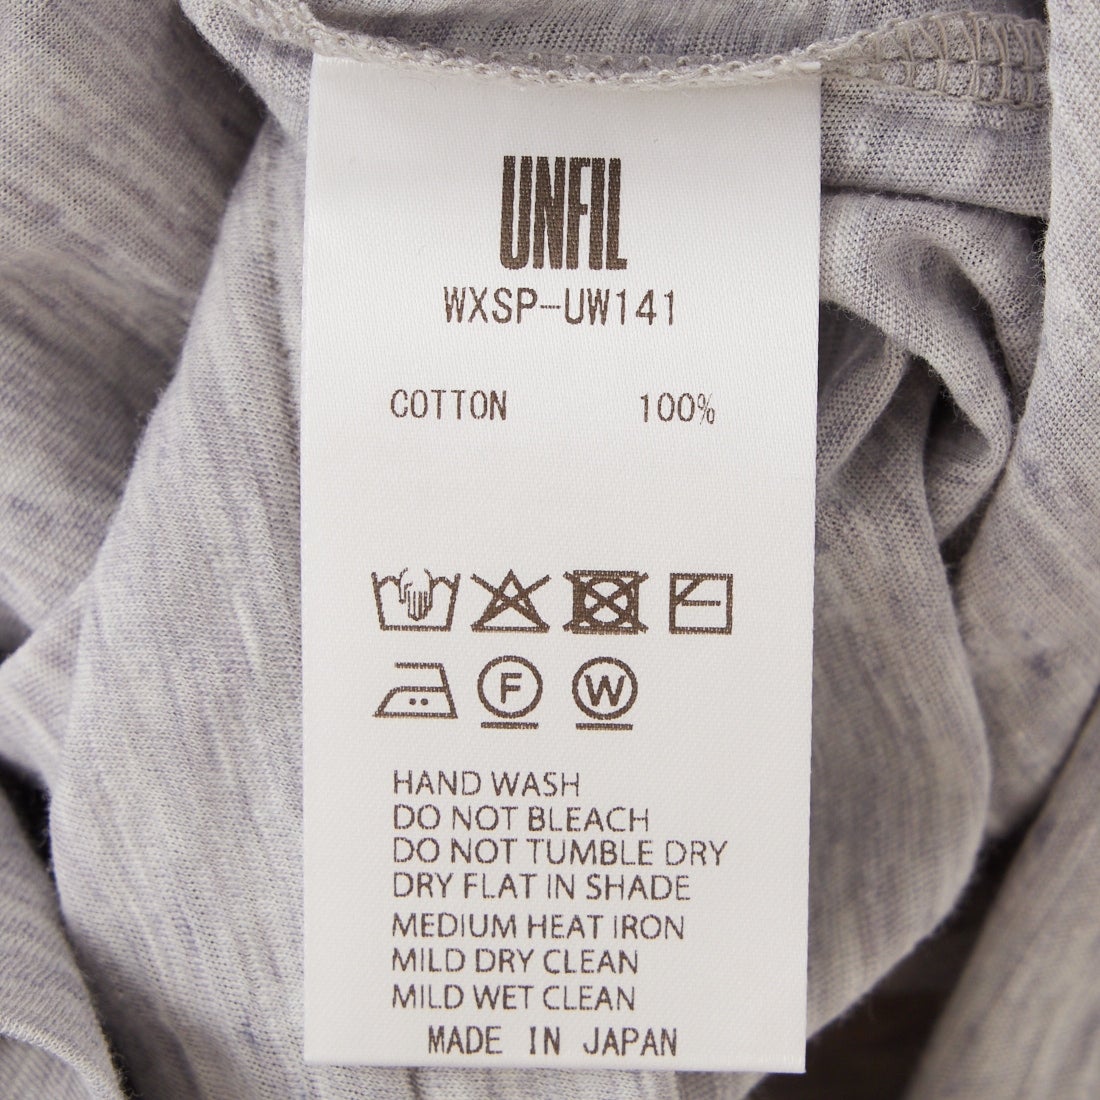 UNFIL
WXSP-UW141
COTTON 100%
F W
HAND WASH
DO NOT BLEACH
DO NOT TUMBLE DRY
DRY FLAT IN SHADE
MEDIUM HEAT IRON
MILD DRY CLEAN
MILD WET CLEAN
MADE IN JAPAN